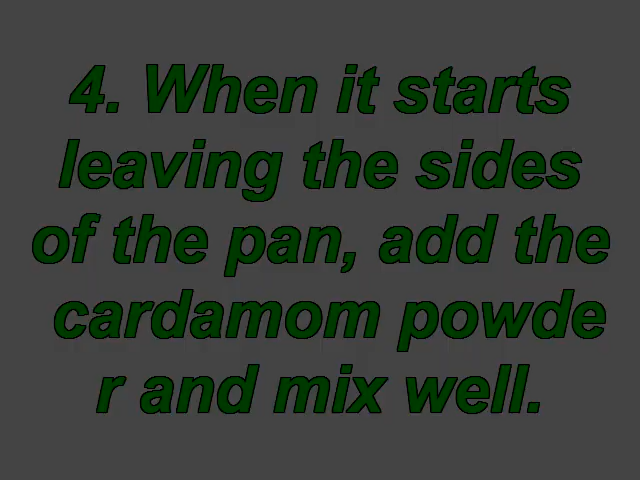 4. When it starts
leaving the sides
of the pan, add the
cardamom powde
r and mix well.